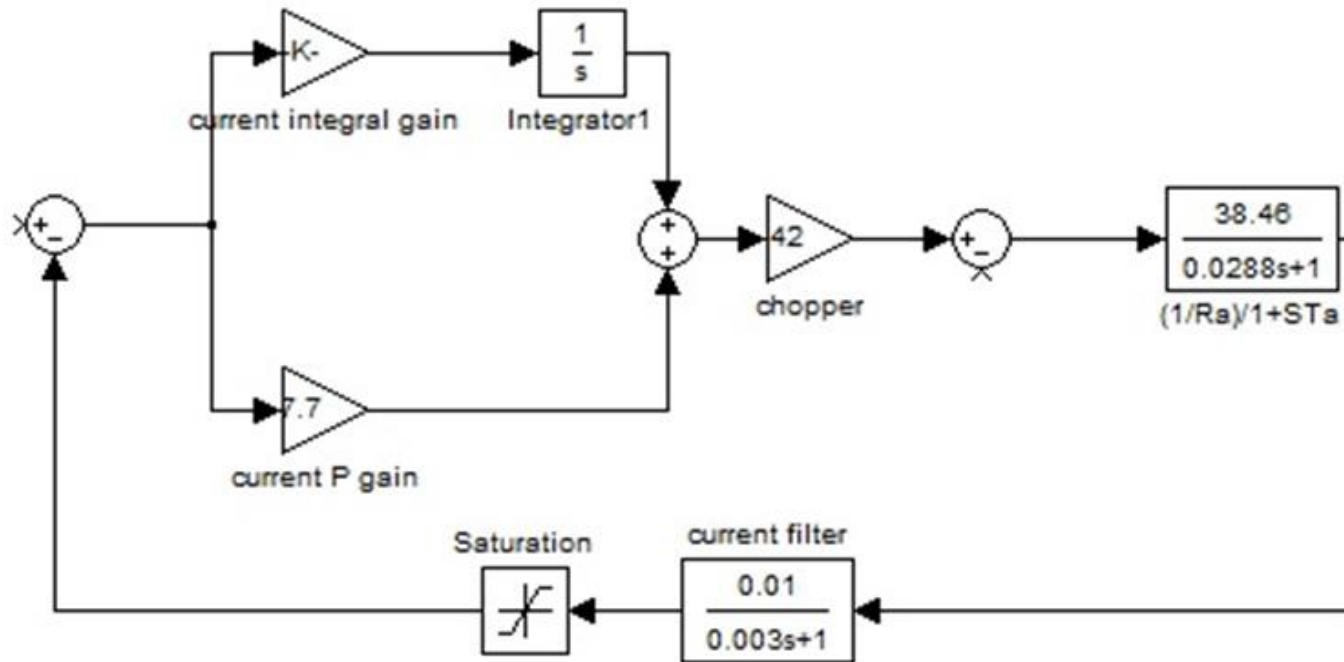 -K-
current integral gain
1
s
Integrator1
+
-
+
+
42
chopper
+
-
38.46
0.0288s+1
(1/Ra)/1+STa
7.7
current P gain
Saturation
current filter
0.01
0.003s+1